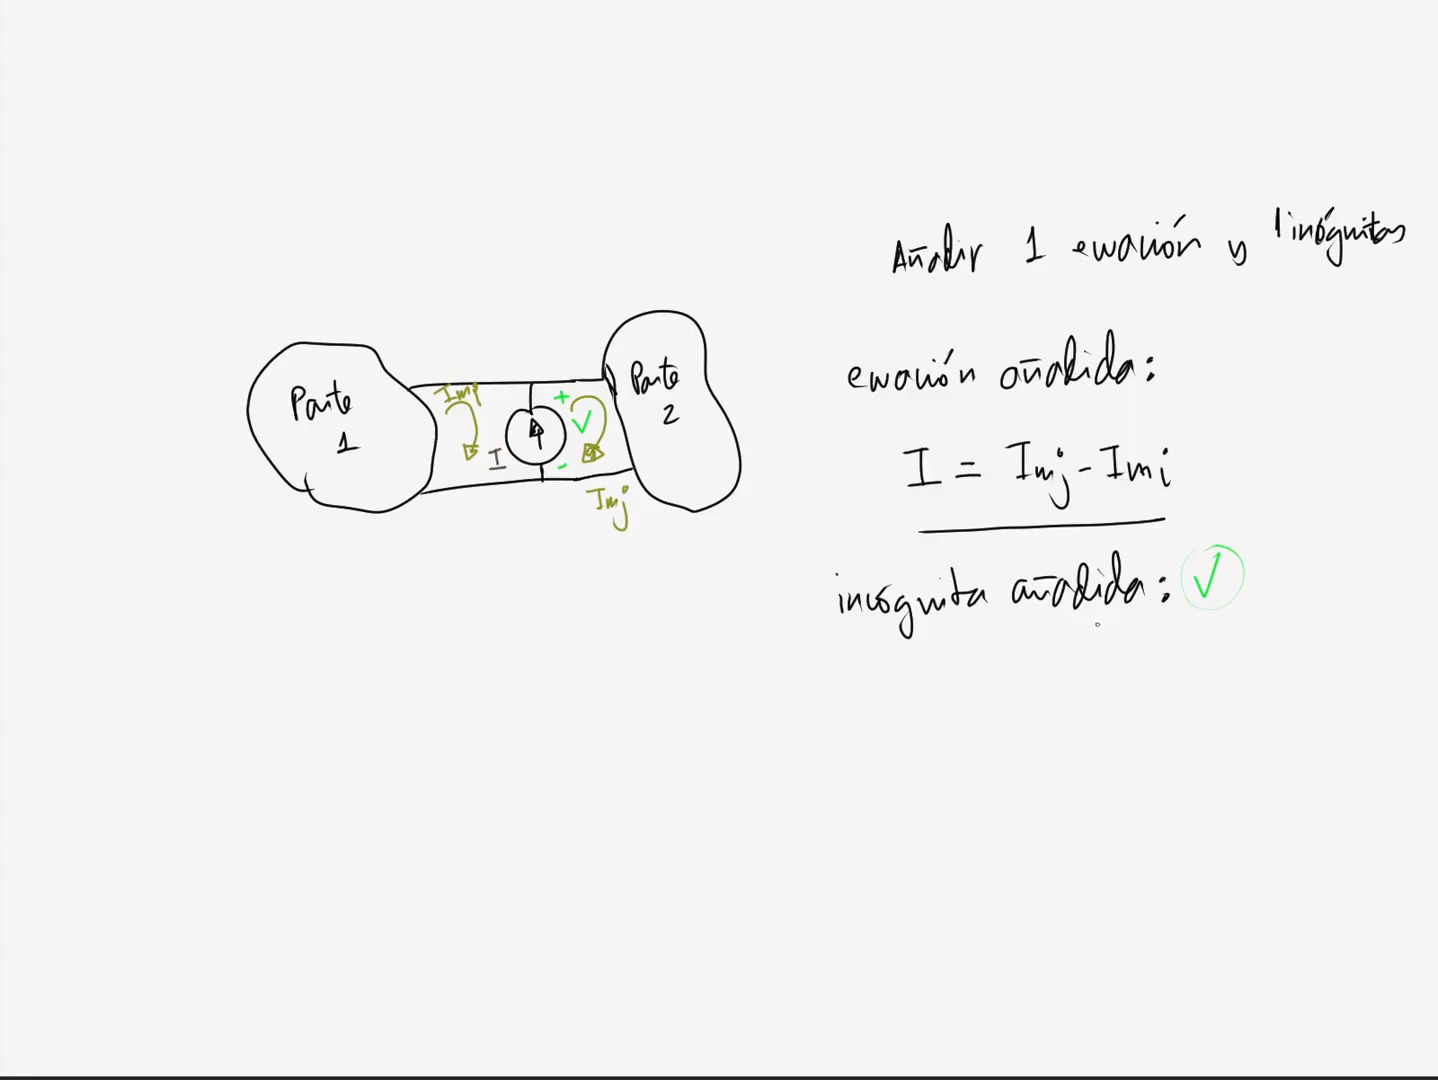 Añadir 1 ecuación y 1 incógnitas
ecuación añadida:
I = Imj - Imi
incógnita añadida: V
Parte
1
Imi
I
+
V
-
Imj
Parte
2